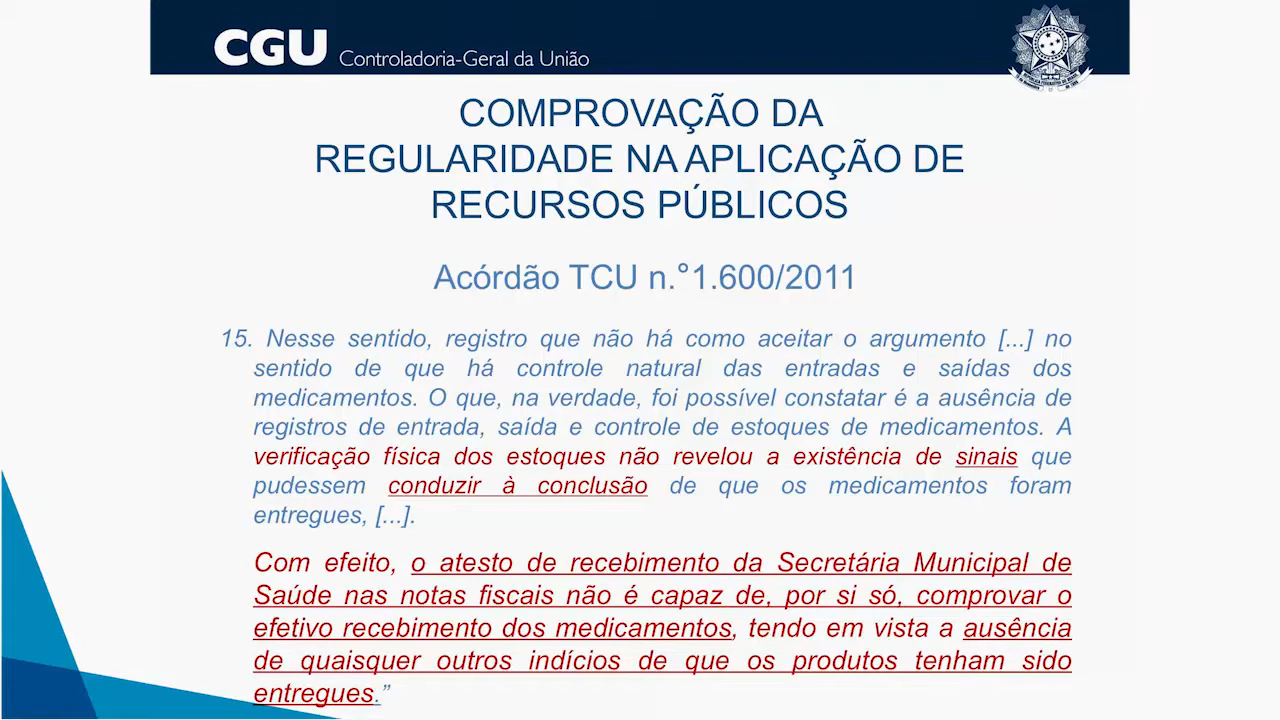 CGU Controladoria-Geral da União
COMPROVAÇÃO DA
REGULARIDADE NA APLICAÇÃO DE
RECURSOS PÚBLICOS
Acórdão TCU n.°1.600/2011
15. Nesse sentido, registro que não há como aceitar o argumento [...] no
sentido de que há controle natural das entradas e saídas dos
medicamentos. O que, na verdade, foi possível constatar é a ausência de
registros de entrada, saída e controle de estoques de medicamentos. A
verificação física dos estoques não revelou a existência de sinais que
pudessem conduzir à conclusão de que os medicamentos foram
entregues, [...].
Com efeito, o atesto de recebimento da Secretária Municipal de
Saúde nas notas fiscais não é capaz de, por si só, comprovar o
efetivo recebimento dos medicamentos, tendo em vista a ausência
de quaisquer outros indícios de que os produtos tenham sido
entregues.”